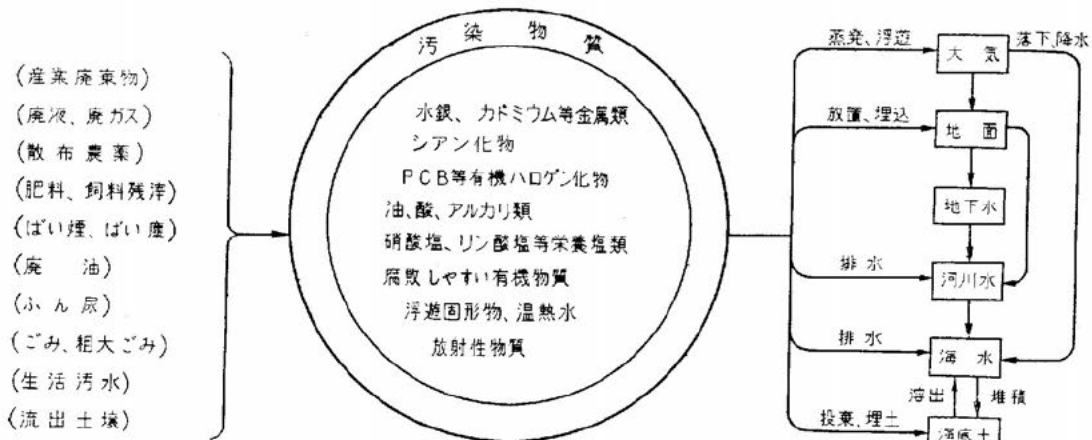 汚染物質
(産業廃棄物)
(廃液、廃ガス)
(散布農薬)
(肥料、飼料残滓)
(ばい煙、ばい塵)
(廃油)
(ふん尿)
(ごみ、粗大ごみ)
(生活汚水)
(流出土壌)
水銀、カドミウム等金属類
シアン化物
PCB等有機ハロゲン化物
油、酸、アルカリ類
硝酸塩、リン酸塩等栄養塩類
腐敗しやすい有機物質
浮遊固形物、温熱水
放射性物質
蒸発、浮遊
大気
落下、降水
放置、埋込
地面
地下水
排水
河川水
排水
海水
溶出
堆積
投棄、埋土
海底土